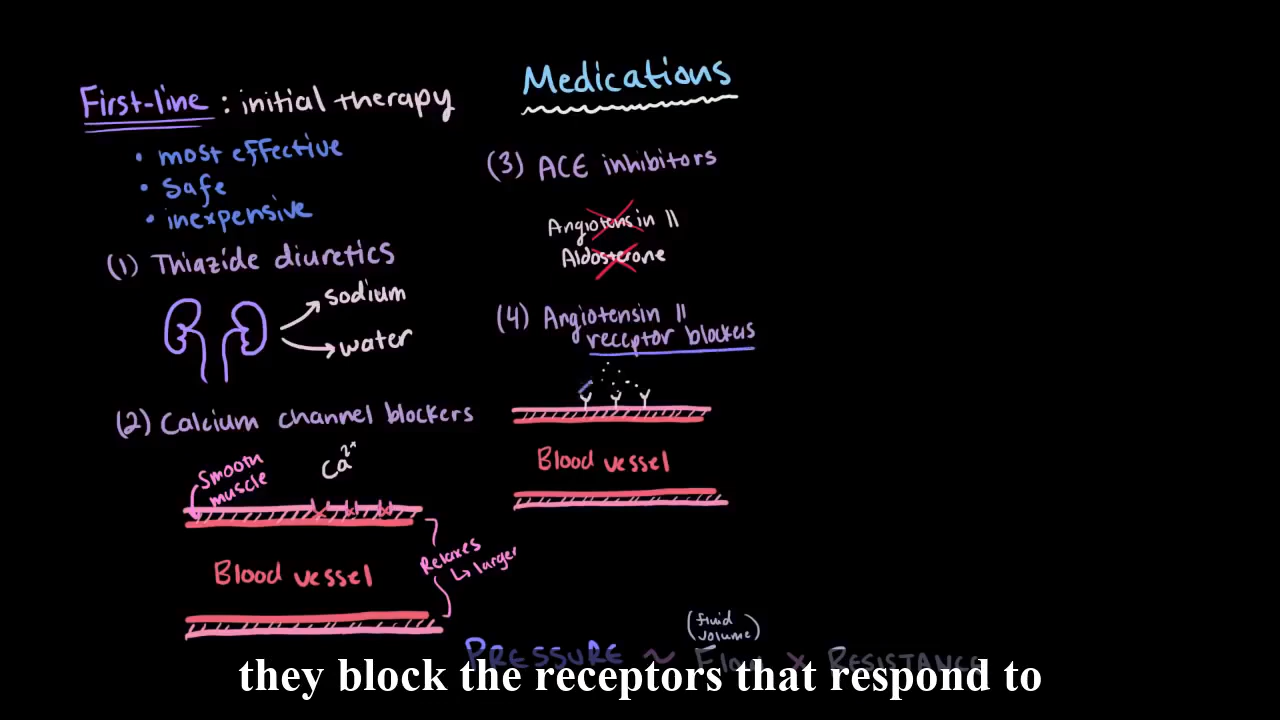 First-line : initial therapy
• most effective
• Safe
• inexpensive
(1) Thiazide diuretics
sodium
water
(2) Calcium channel blockers
Smooth
muscle
Ca2+
Blood vessel
Relaxes
↳ larger
Medications
(3) ACE inhibitors
Angiotensin II
Aldosterone
(4) Angiotensin II
receptor blockers
Blood vessel
(fluid
volume)
PRESSURE ~ Flow x RESISTANCE
they block the receptors that respond to